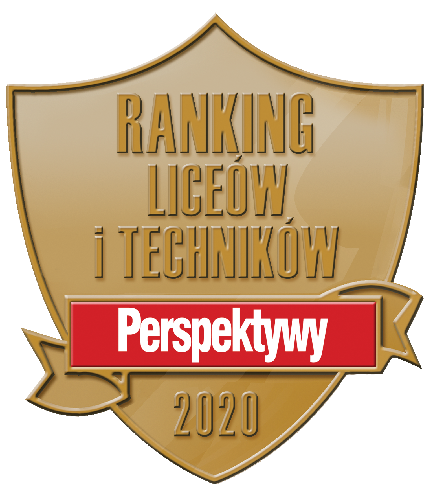 RANKING
LICEÓW
i TECHNIKÓW
Perspektywy
2020